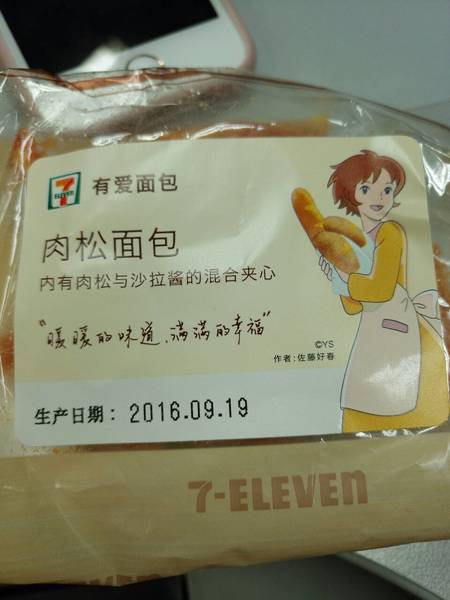 7
ELEVEN
有爱面包
肉松面包
内有肉松与沙拉酱的混合夹心
"暖暖的味道、满满的幸福"
©YS
作者:佐藤好春
生产日期: 2016.09.19
7-ELEVEn
ELEVEn